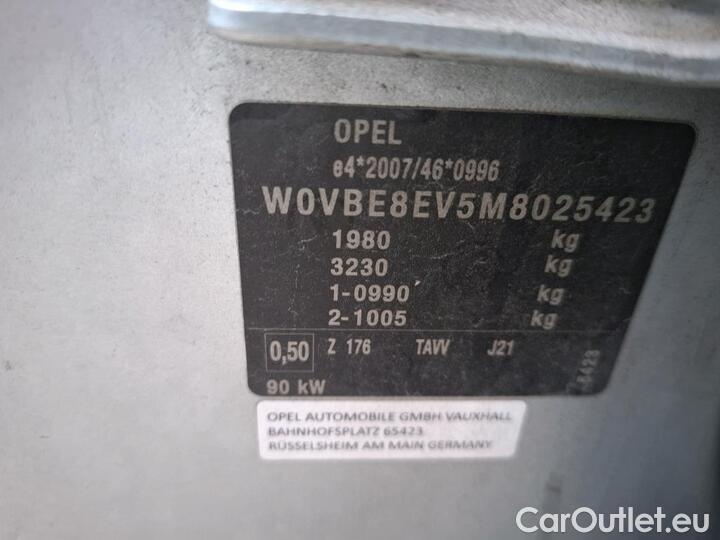 OPEL
e4*2007/46*0996
W0VBE8EV5M8025423
1980 kg
3230 kg
1-0990 kg
2-1005 kg
0,50 Z 176 TAVV J21
90 kW
OPEL AUTOMOBILE GMBH VAUXHALL
BAHNHOFSPLATZ 65423
RÜSSELSHEIM AM MAIN GERMANY
CarOutlet.eu